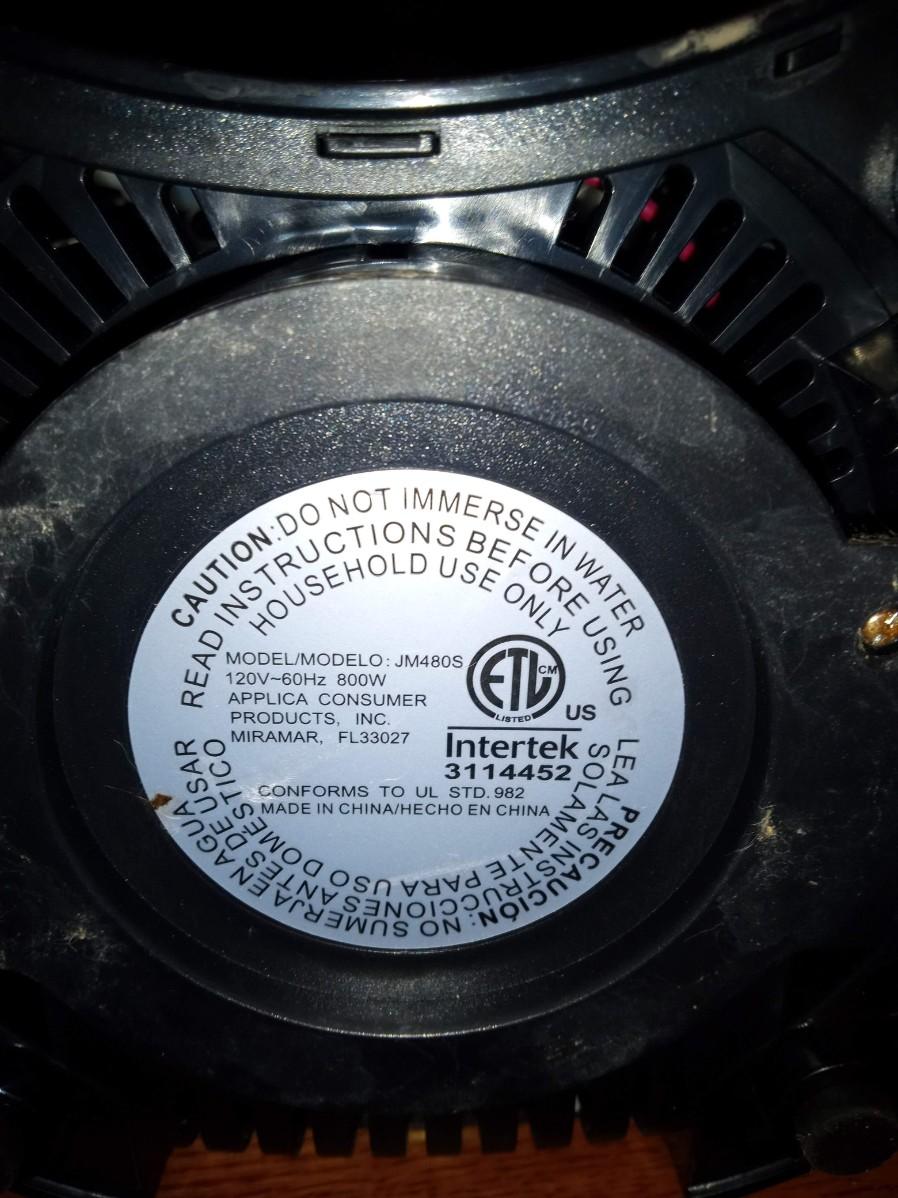 CAUTION:DO NOT IMMERSE IN WATER
READ INSTRUCTIONS BEFORE USING
HOUSEHOLD USE ONLY
MODEL/MODELO: JM480S
120V~60Hz 800W
APPLICA CONSUMER
PRODUCTS, INC.
MIRAMAR, FL33027
ETL CM
LISTED
US
Intertek
3114452
CONFORMS TO UL STD.982
MADE IN CHINA/HECHO EN CHINA
PRECAUCIÓN: NO SUMERJA EN AGUA
LEA LAS INSTRUCCIONES ANTES DE USAR
SOLAMENTE PARA USO DOMÉSTICO